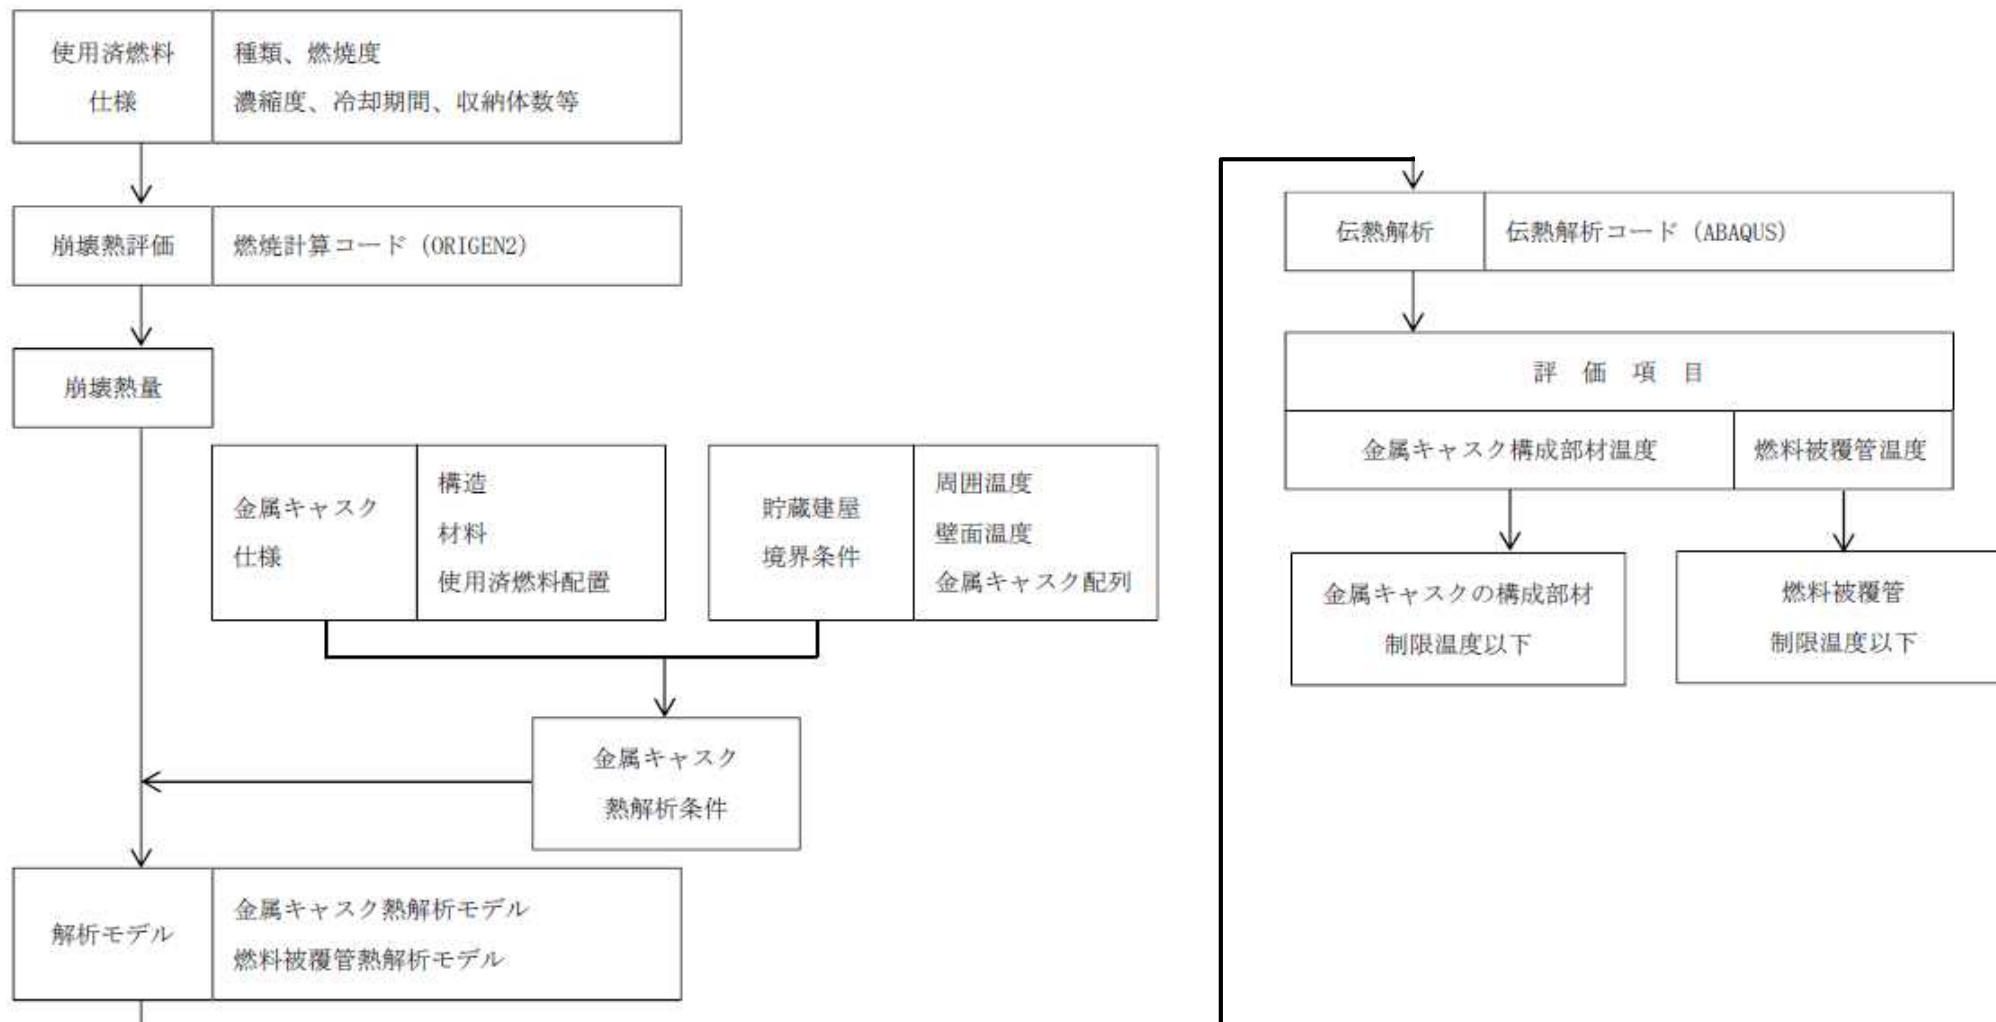 使用済燃料
仕様
種類、燃焼度
濃縮度、冷却期間、収納体数等
崩壊熱評価
燃焼計算コード (ORIGEN2)
崩壊熱量
金属キャスク
仕様
構造
材料
使用済燃料配置
貯蔵建屋
境界条件
周囲温度
壁面温度
金属キャスク配列
金属キャスク
熱解析条件
解析モデル
金属キャスク熱解析モデル
燃料被覆管熱解析モデル
伝熱解析
伝熱解析コード (ABAQUS)
評 価 項 目
金属キャスク構成部材温度
燃料被覆管温度
金属キャスクの構成部材
制限温度以下
燃料被覆管
制限温度以下